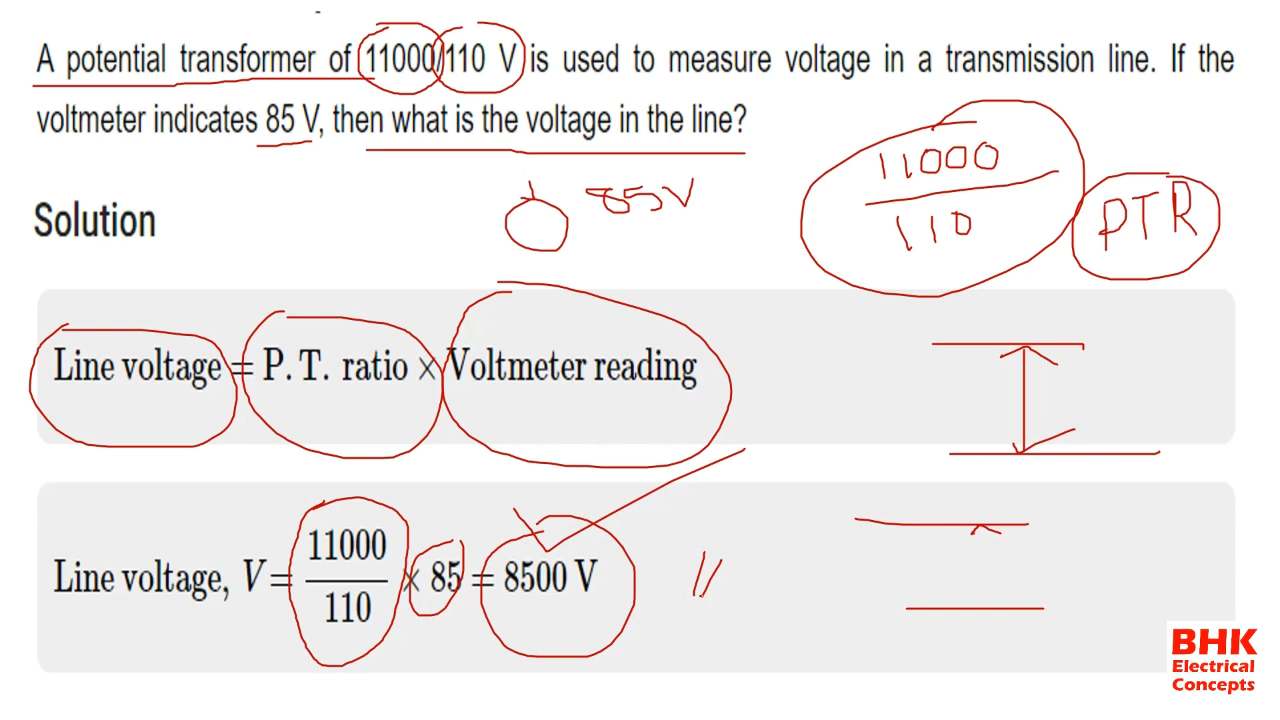 A potential transformer of 11000/110 V is used to measure voltage in a transmission line. If the
voltmeter indicates 85 V, then what is the voltage in the line?
11000
110
PTR
85V
Solution
Line voltage = P. T. ratio × Voltmeter reading
Line voltage, V = 11000/110 × 85 = 8500 V
BHK
Electrical
Concepts